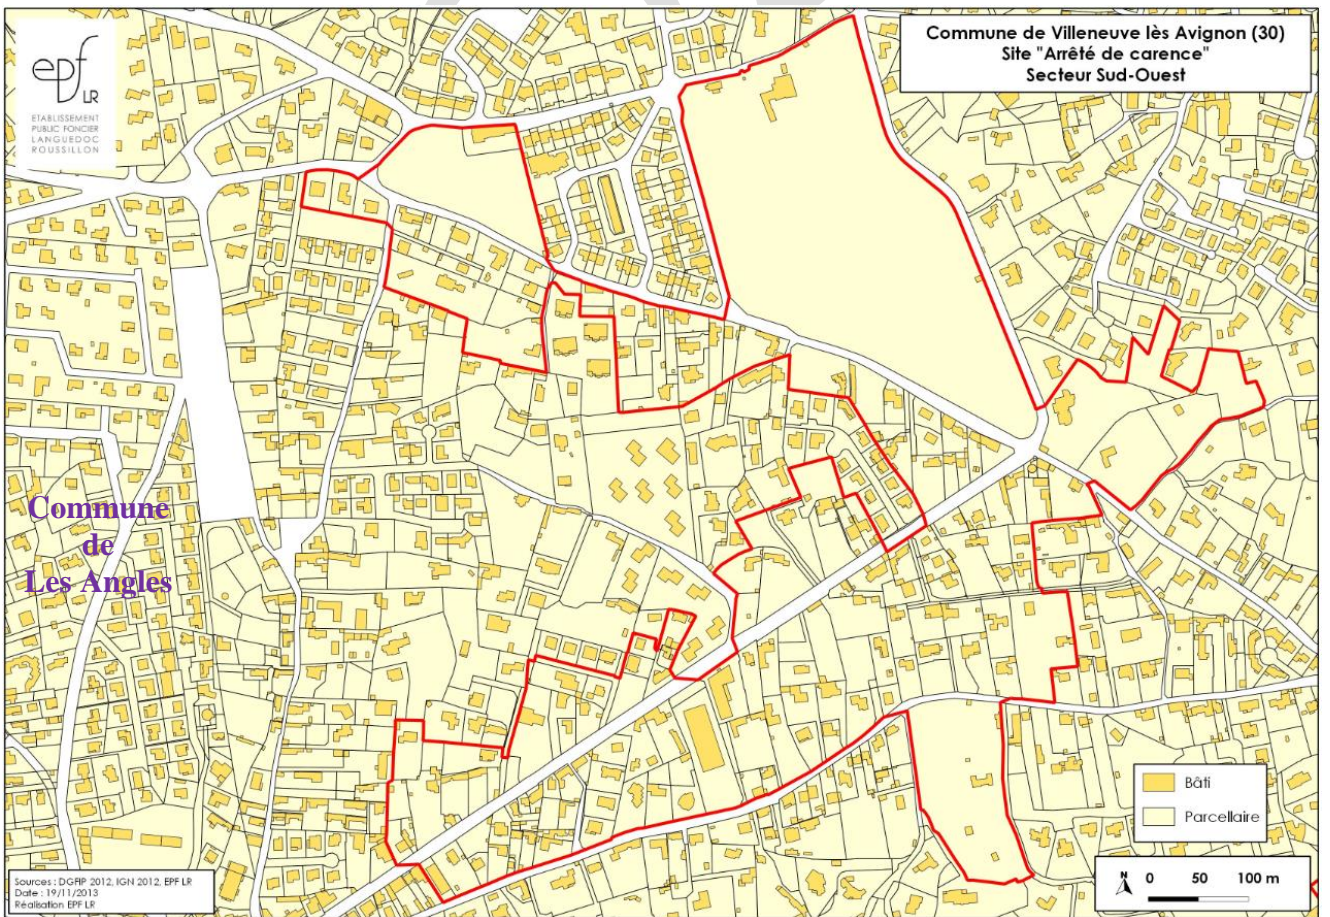 epf
LR
ETABLISSEMENT
PUBLIC FONCIER
LANGUEDOC
ROUSSILLON
Commune de Villeneuve lès Avignon (30)
Site "Arrêté de carence"
Secteur Sud-Ouest
Commune
de
Les Angles
Bâti
Parcellaire
N 0 50 100 m
Sources : DGFIP 2012, IGN 2012, EPF LR
Date : 19/11/2013
Réalisation EPF LR